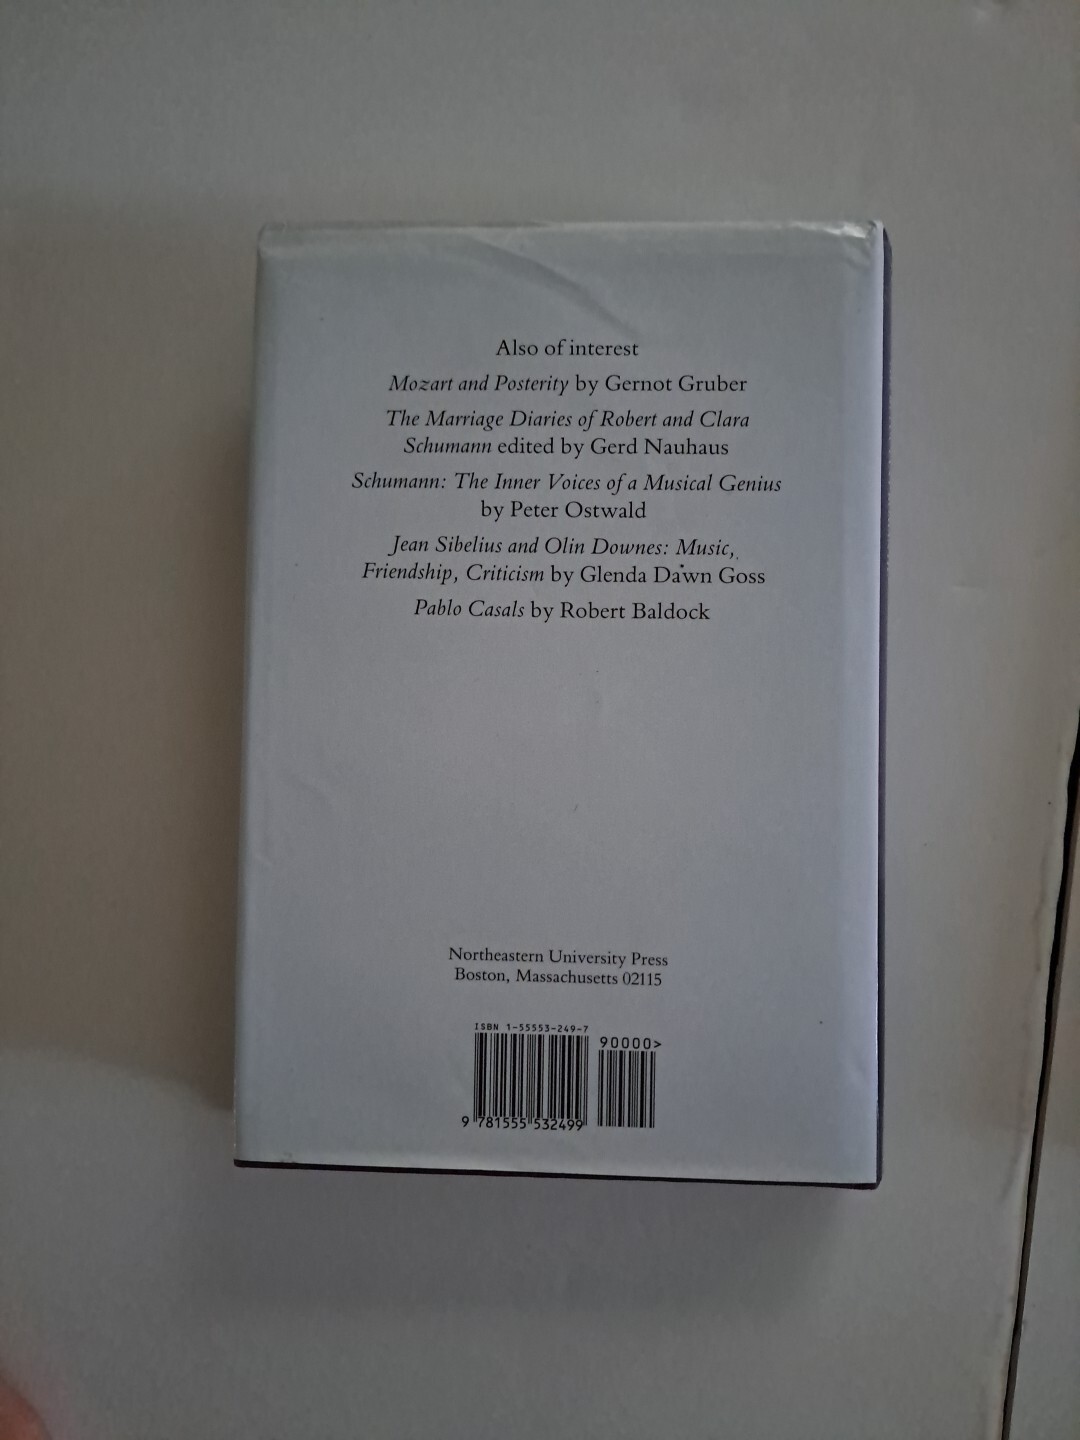 Also of interest
Mozart and Posterity by Gernot Gruber
The Marriage Diaries of Robert and Clara
Schumann edited by Gerd Nauhaus
Schumann: The Inner Voices of a Musical Genius
by Peter Ostwald
Jean Sibelius and Olin Downes: Music,
Friendship, Criticism by Glenda Dawn Goss
Pablo Casals by Robert Baldock
Northeastern University Press
Boston, Massachusetts 02115
ISBN 1-55553-249-7
90000>
9 781555 532499